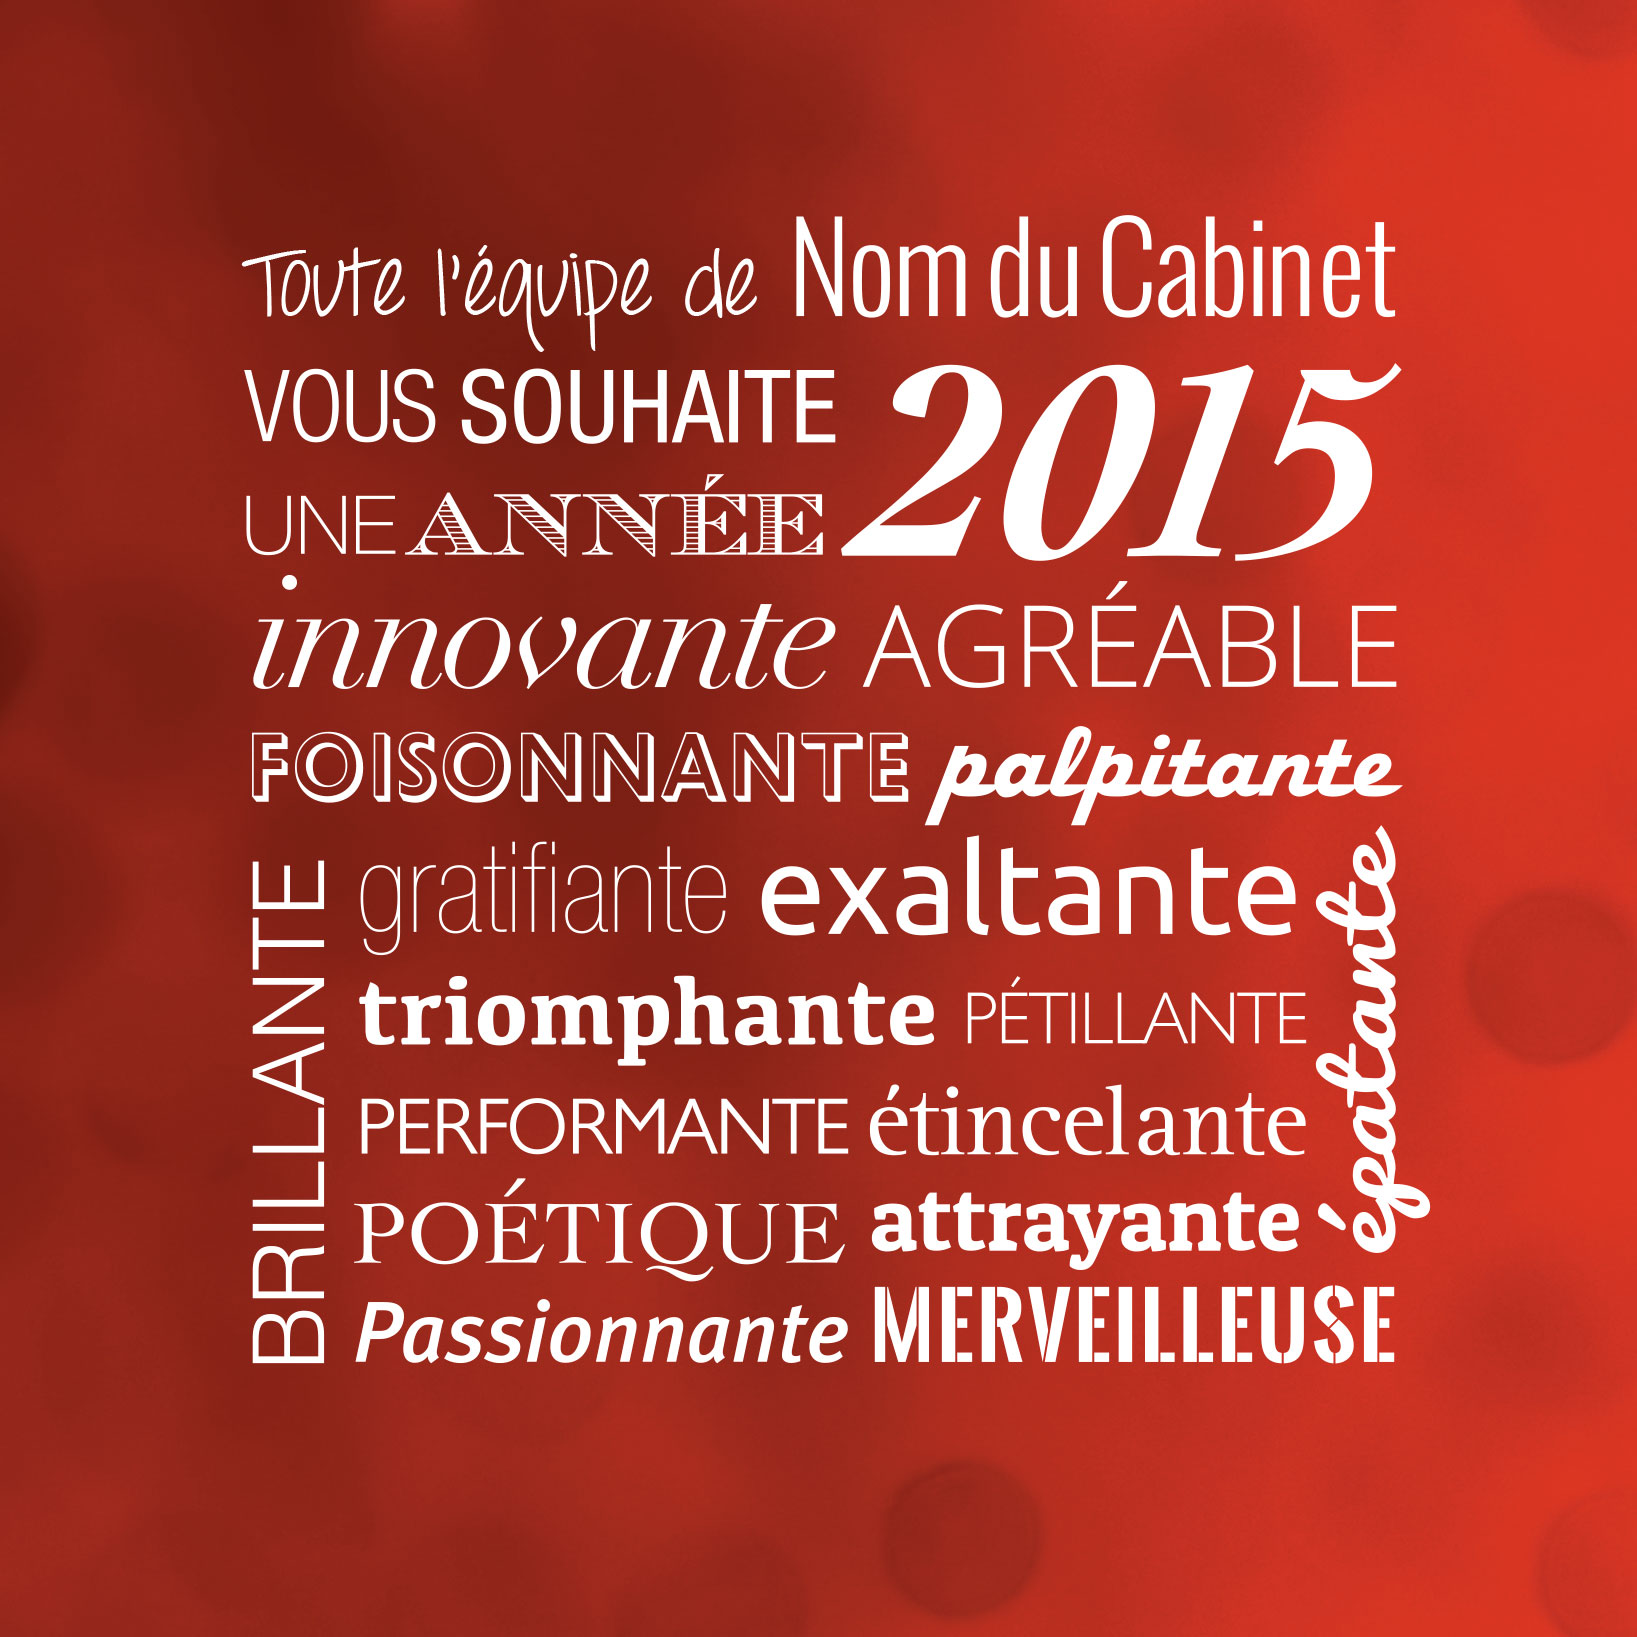 Toute l'équipe de Nom du Cabinet
VOUS SOUHAITE 2015
UNE ANNÉE
innovante AGRÉABLE
FOISONNANTE palpitante
BRILLANTE
gratifiante exaltante
épatante
triomphante PÉTILLANTE
PERFORMANTE étincelante
POÉTIQUE attrayante
Passionnante MERVEILLEUSE